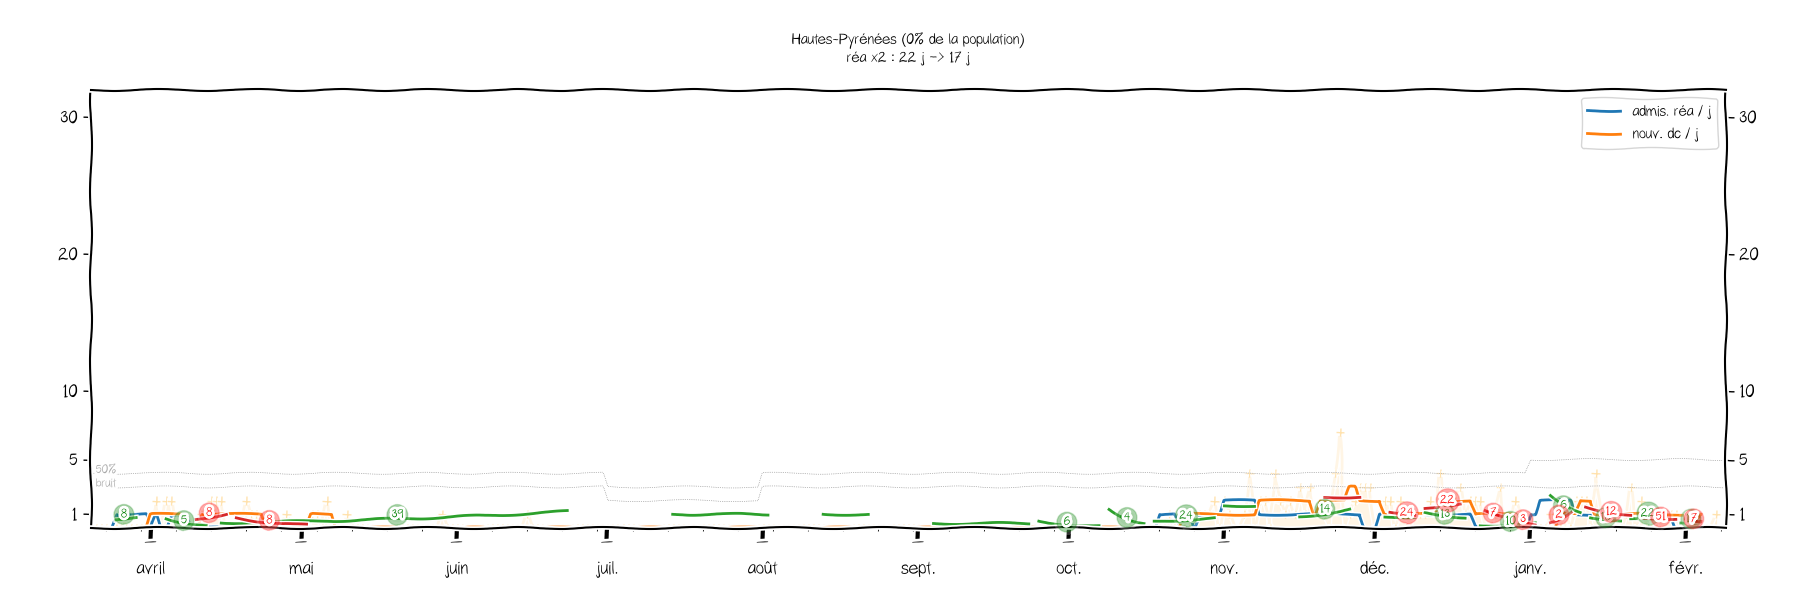 Hautes-Pyrénées (0% de la population)
réa x2 : 22 j -> 17 j
admis. réa / j
nouv. dc / j
30
20
10
5
1
30
20
10
5
1
50%
bruit
8
5
8
8
39
6
4
24
14
24
22
13
7
10
3
2
6
12
22
51
17
avril
mai
juin
juil.
août
sept.
oct.
nov.
déc.
janv.
févr.